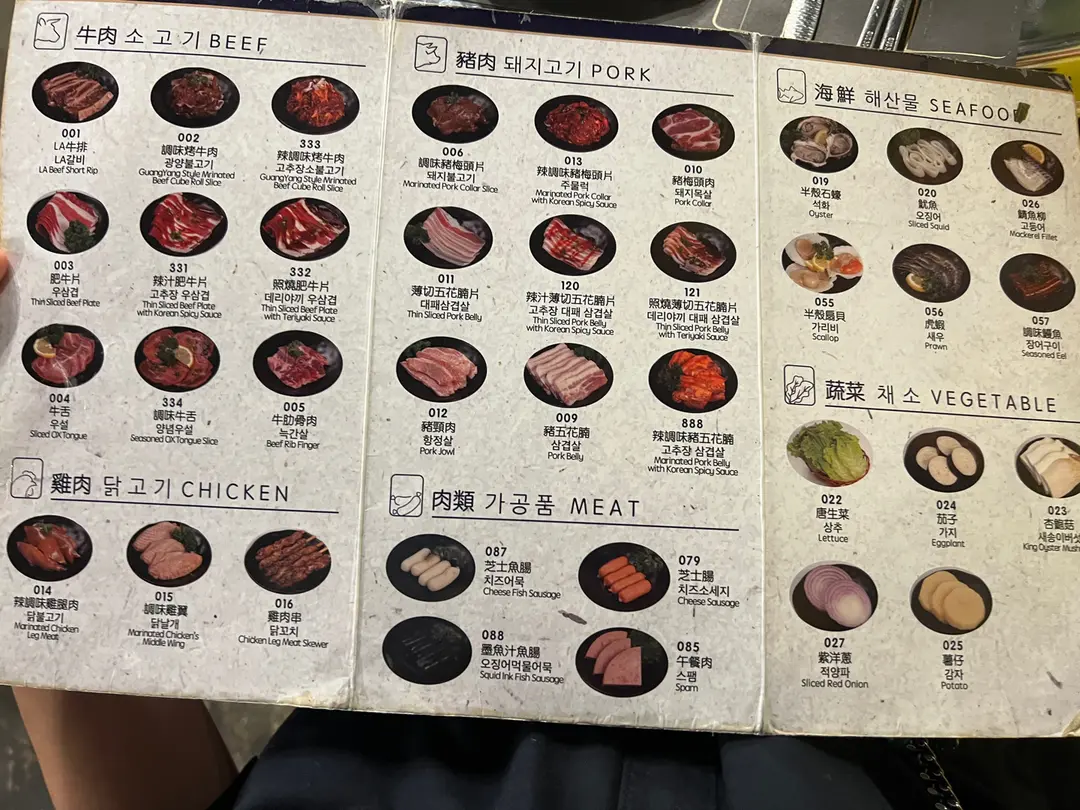 牛肉 소고기 BEEF
001
LA牛排
LA갈비
LA Beef Short Rip
002
調味烤牛肉
광양불고기
GuangYang Style Mrinated
Beef Cube Roll Slice
333
辣調味烤牛肉
고추장소불고기
GuangYang Style Mrinated
Beef Cube Roll Slice
003
肥牛片
우삼겹
Thin Sliced Beef Plate
331
辣汁肥牛片
고추장 우삼겹
Thin Sliced Beef Plate
with Korean Spicy Sauce
332
照燒肥牛片
데리야끼 우삼겹
Thin Sliced Beef Plate
with Teriyaki Sauce
004
牛舌
우설
Sliced OX Tongue
334
調味牛舌
양념우설
Seasoned OX Tongue Slice
005
牛肋骨肉
늑간살
Beef Rib Finger
雞肉 닭고기 CHICKEN
014
辣調味雞腿肉
닭불고기
Marinated Chicken
Leg Meat
015
調味雞翼
닭날개
Marinated Chicken's
Middle Wing
016
雞肉串
닭꼬치
Chicken Leg Meat Skewer
豬肉 돼지고기 PORK
006
調味豬梅頭片
돼지불고기
Marinated Pork Collar Slice
013
辣調味豬梅頭片
주물럭
Marinated Pork Collar
with Korean Spicy Sauce
010
豬梅頭肉
돼지목살
Pork Collar
011
薄切五花腩片
대패삼겹살
Thin Sliced Pork Belly
120
辣汁薄切五花腩片
고추장 대패 삼겹살
Thin Sliced Pork Belly
with Korean Spicy Sauce
121
照燒薄切五花腩片
데리야끼 대패 삼겹살
Thin Sliced Pork Belly
with Teriyaki Sauce
012
豬頸肉
항정살
Pork Jowl
009
豬五花腩
삼겹살
Pork Belly
888
辣調味豬五花腩
고추장 삼겹살
Marinated Pork Belly
with Korean Spicy Sauce
肉類 가공품 MEAT
087
芝士魚腸
치즈어묵
Cheese Fish Sausage
079
芝士腸
치즈소세지
Cheese Sausage
088
墨魚汁魚腸
오징어먹물어묵
Squid Ink Fish Sausage
085
午餐肉
스팸
Spam
海鮮 해산물 SEAFOO
019
半殼石蠔
석화
Oyster
020
魷魚
오징어
Sliced Squid
026
鯖魚柳
고등어
Mackerel Fillet
055
半殼扇貝
가리비
Scallop
056
虎蝦
새우
Prawn
057
調味鰻魚
장어구이
Seasoned Eel
蔬菜 채소 VEGETABLE
022
唐生菜
상추
Lettuce
024
茄子
가지
Eggplant
023
杏鮑菇
새송이버섯
King Oyster Mush
027
紫洋蔥
적양파
Sliced Red Onion
025
薯仔
감자
Potato